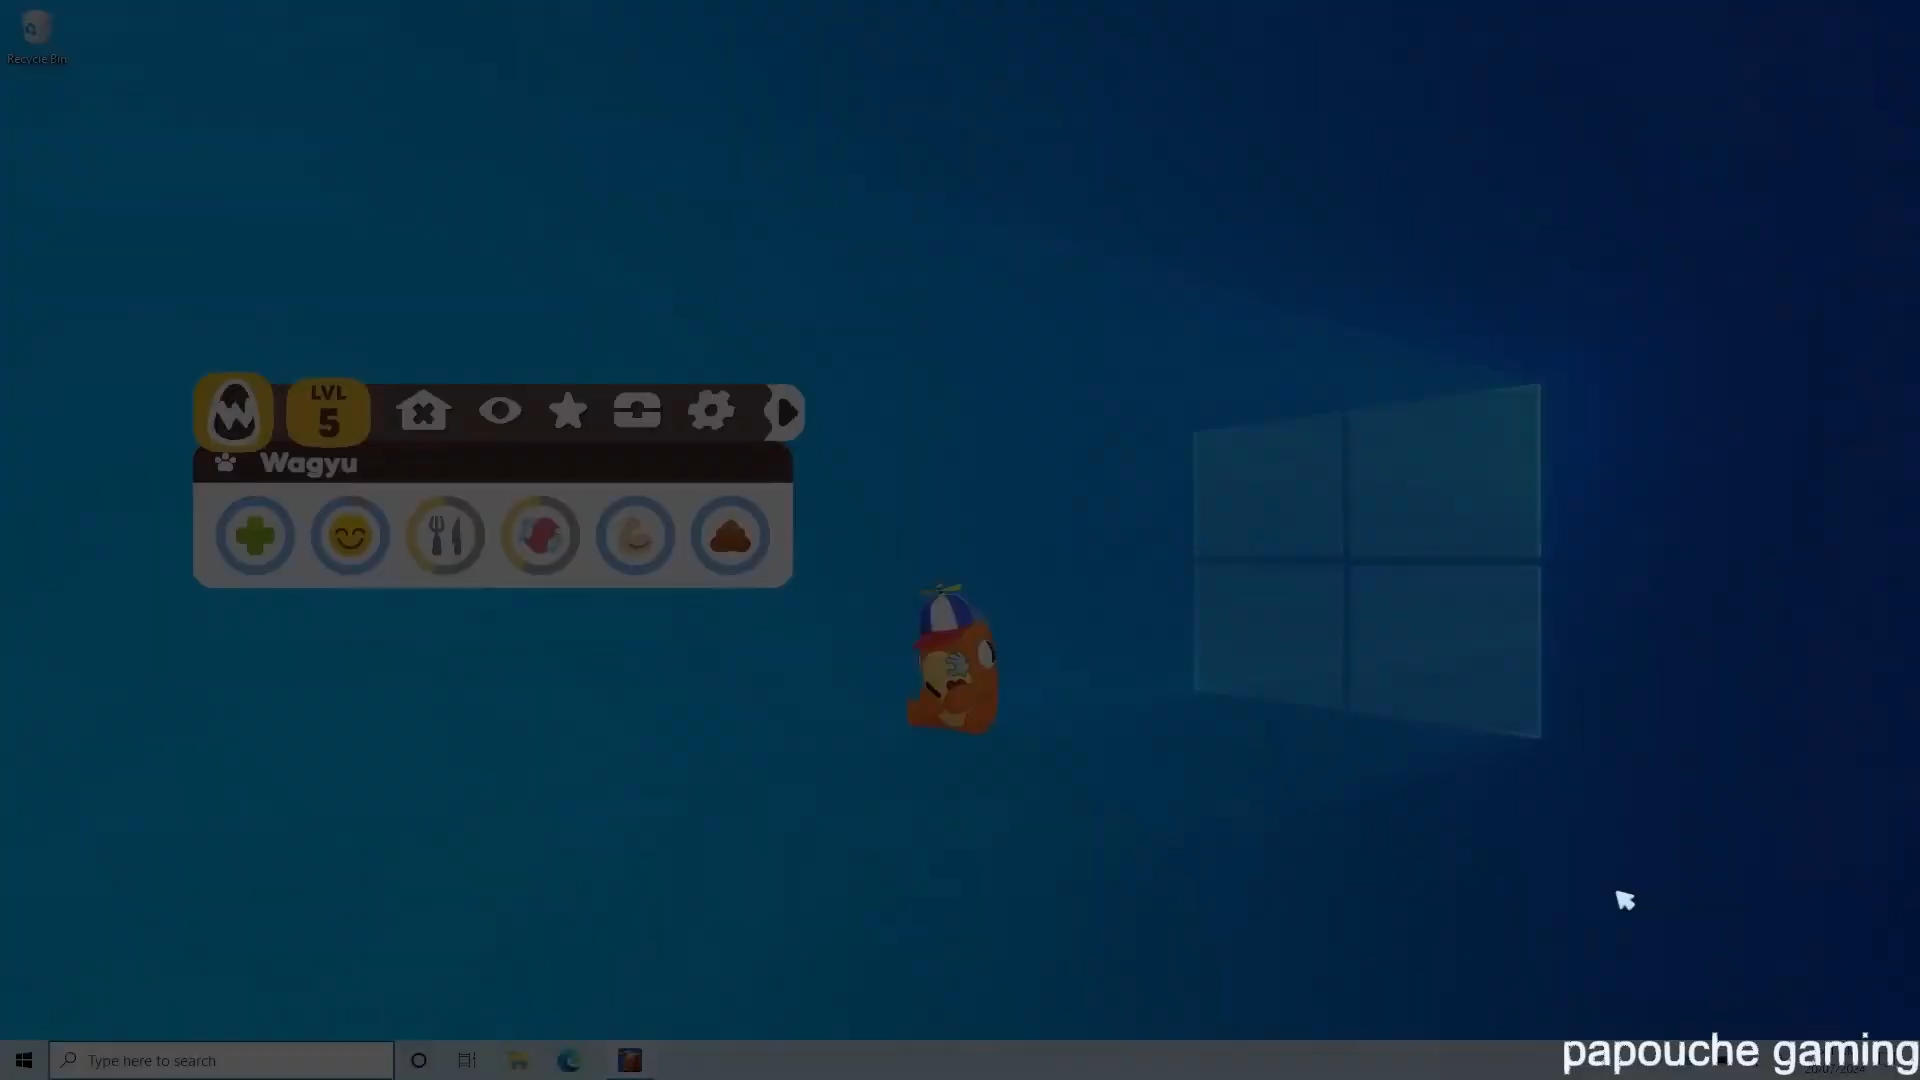 Recycle Bin
LVL
5
W
Wagyu
Type here to search
papouche gaming